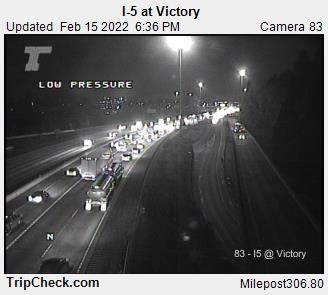 I-5 at Victory
Updated Feb 15 2022 6:36 PM Camera 83
T
LOW PRESSURE
N
83 - I5 @ Victory
TripCheck.com Milepost306.80